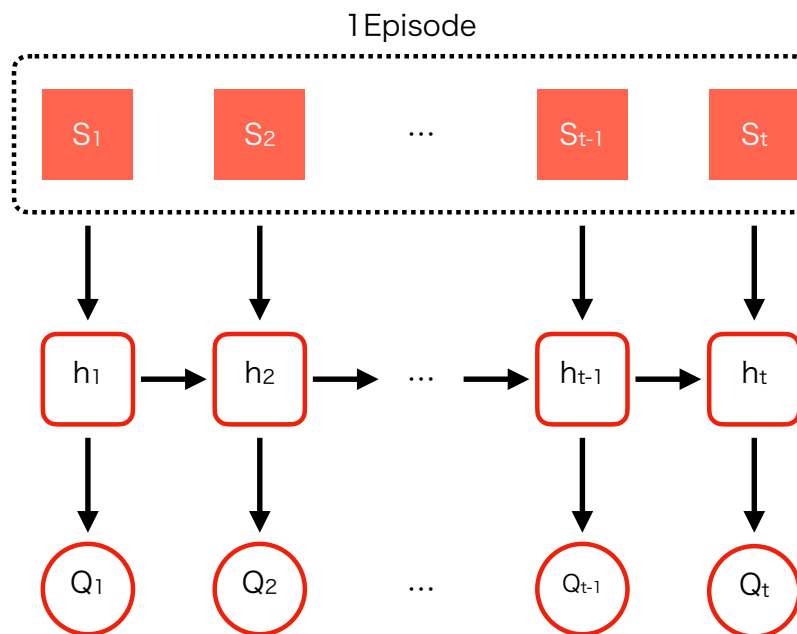 1Episode
S1 S2 ... St-1 St
h1 h2 ... ht-1 ht
Q1 Q2 ... Qt-1 Qt